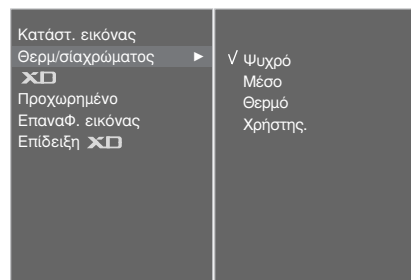 Κατάστ. εικόνας
Θερμ/σίαχρώματος ►
XD
Προχωρημένο
ΕπαναΦ. εικόνας
Επίδειξη XD
√ Ψυχρό
Μέσο
Θερμό
Χρήστης.